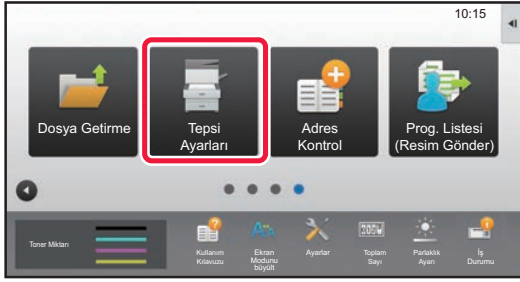 10:15
Dosya Getirme
Tepsi
Ayarları
Adres
Kontrol
Prog. Listesi
(Resim Gönder)
Toner Miktarı
Kullanım
Kılavuzu
Ekran
Modunu
büyült
Ayarlar
Toplam
Sayı
Parlaklık
Ayarı
İş
Durumu